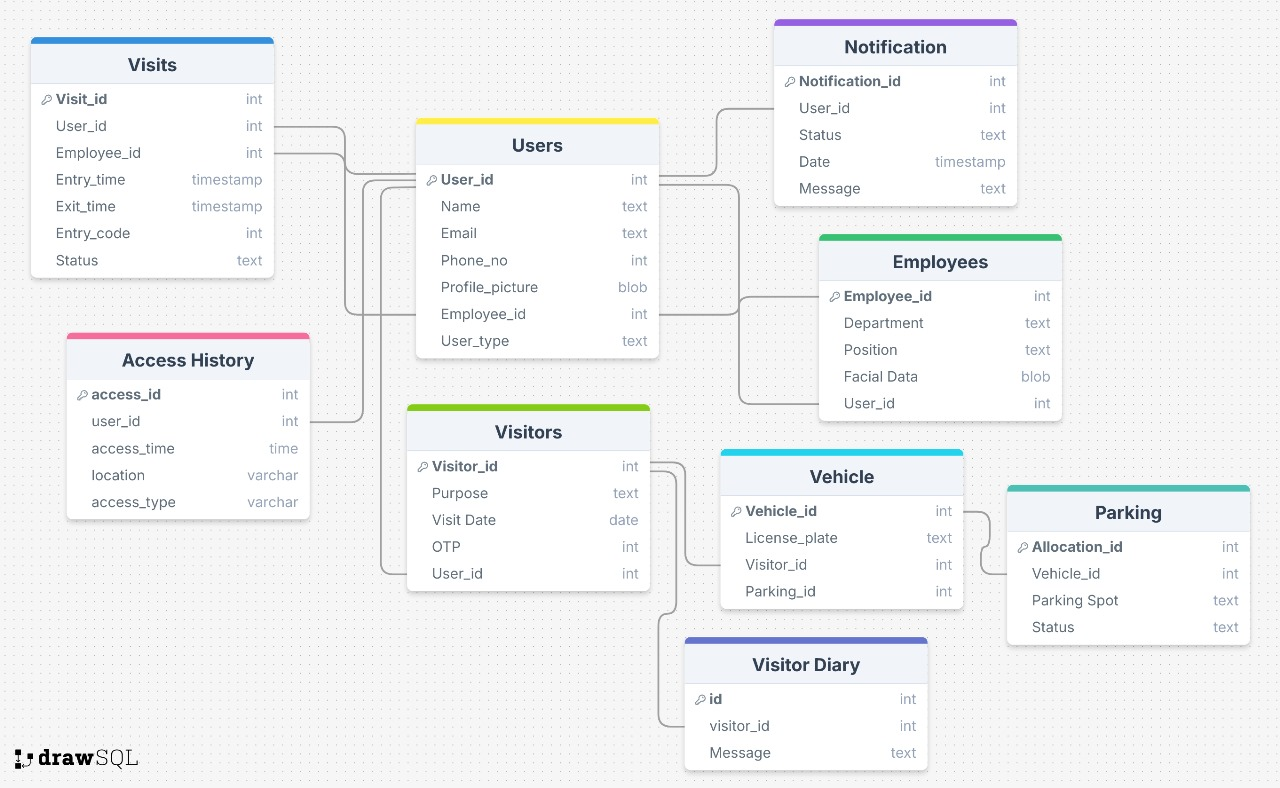 Visits
Visit_id int
User_id int
Employee_id int
Entry_time timestamp
Exit_time timestamp
Entry_code int
Status text
Users
User_id int
Name text
Email text
Phone_no int
Profile_picture blob
Employee_id int
User_type text
Notification
Notification_id int
User_id int
Status text
Date timestamp
Message text
Employees
Employee_id int
Department text
Position text
Facial Data blob
User_id int
Access History
access_id int
user_id int
access_time time
location varchar
access_type varchar
Visitors
Visitor_id int
Purpose text
Visit Date date
OTP int
User_id int
Vehicle
Vehicle_id int
License_plate text
Visitor_id int
Parking_id int
Parking
Allocation_id int
Vehicle_id int
Parking Spot text
Status text
Visitor Diary
id int
visitor_id int
Message text
drawSQL